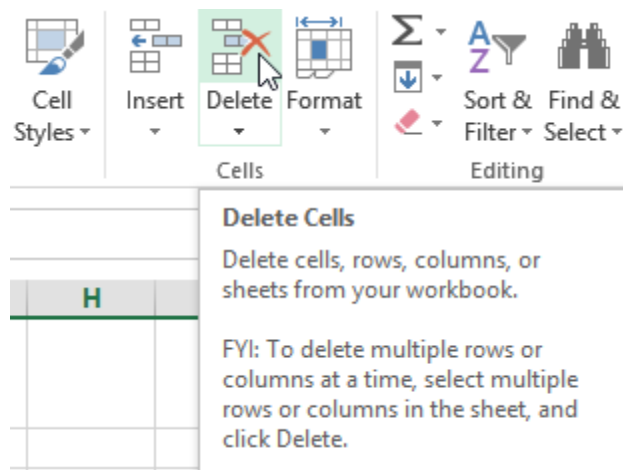 Cell
Styles
Insert
Delete
Format
Cells
Σ
A
Z
Sort &
Filter
Find &
Select
Editing
H
Delete Cells
Delete cells, rows, columns, or
sheets from your workbook.
FYI: To delete multiple rows or
columns at a time, select multiple
rows or columns in the sheet, and
click Delete.